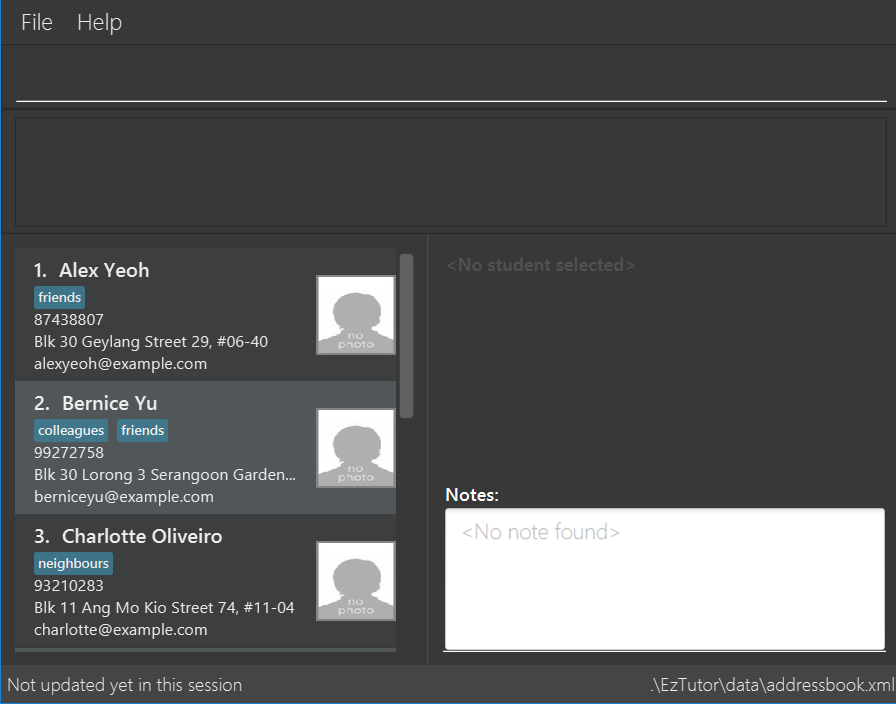 File Help
1. Alex Yeoh
friends
87438807
Blk 30 Geylang Street 29, #06-40
alexyeoh@example.com
no
photo
2. Bernice Yu
colleagues friends
99272758
Blk 30 Lorong 3 Serangoon Garden...
berniceyu@example.com
no
photo
3. Charlotte Oliveiro
neighbours
93210283
Blk 11 Ang Mo Kio Street 74, #11-04
charlotte@example.com
no
photo
<No student selected>
Notes:
<No note found>
Not updated yet in this session
.\EzTutor\data\addressbook.xml